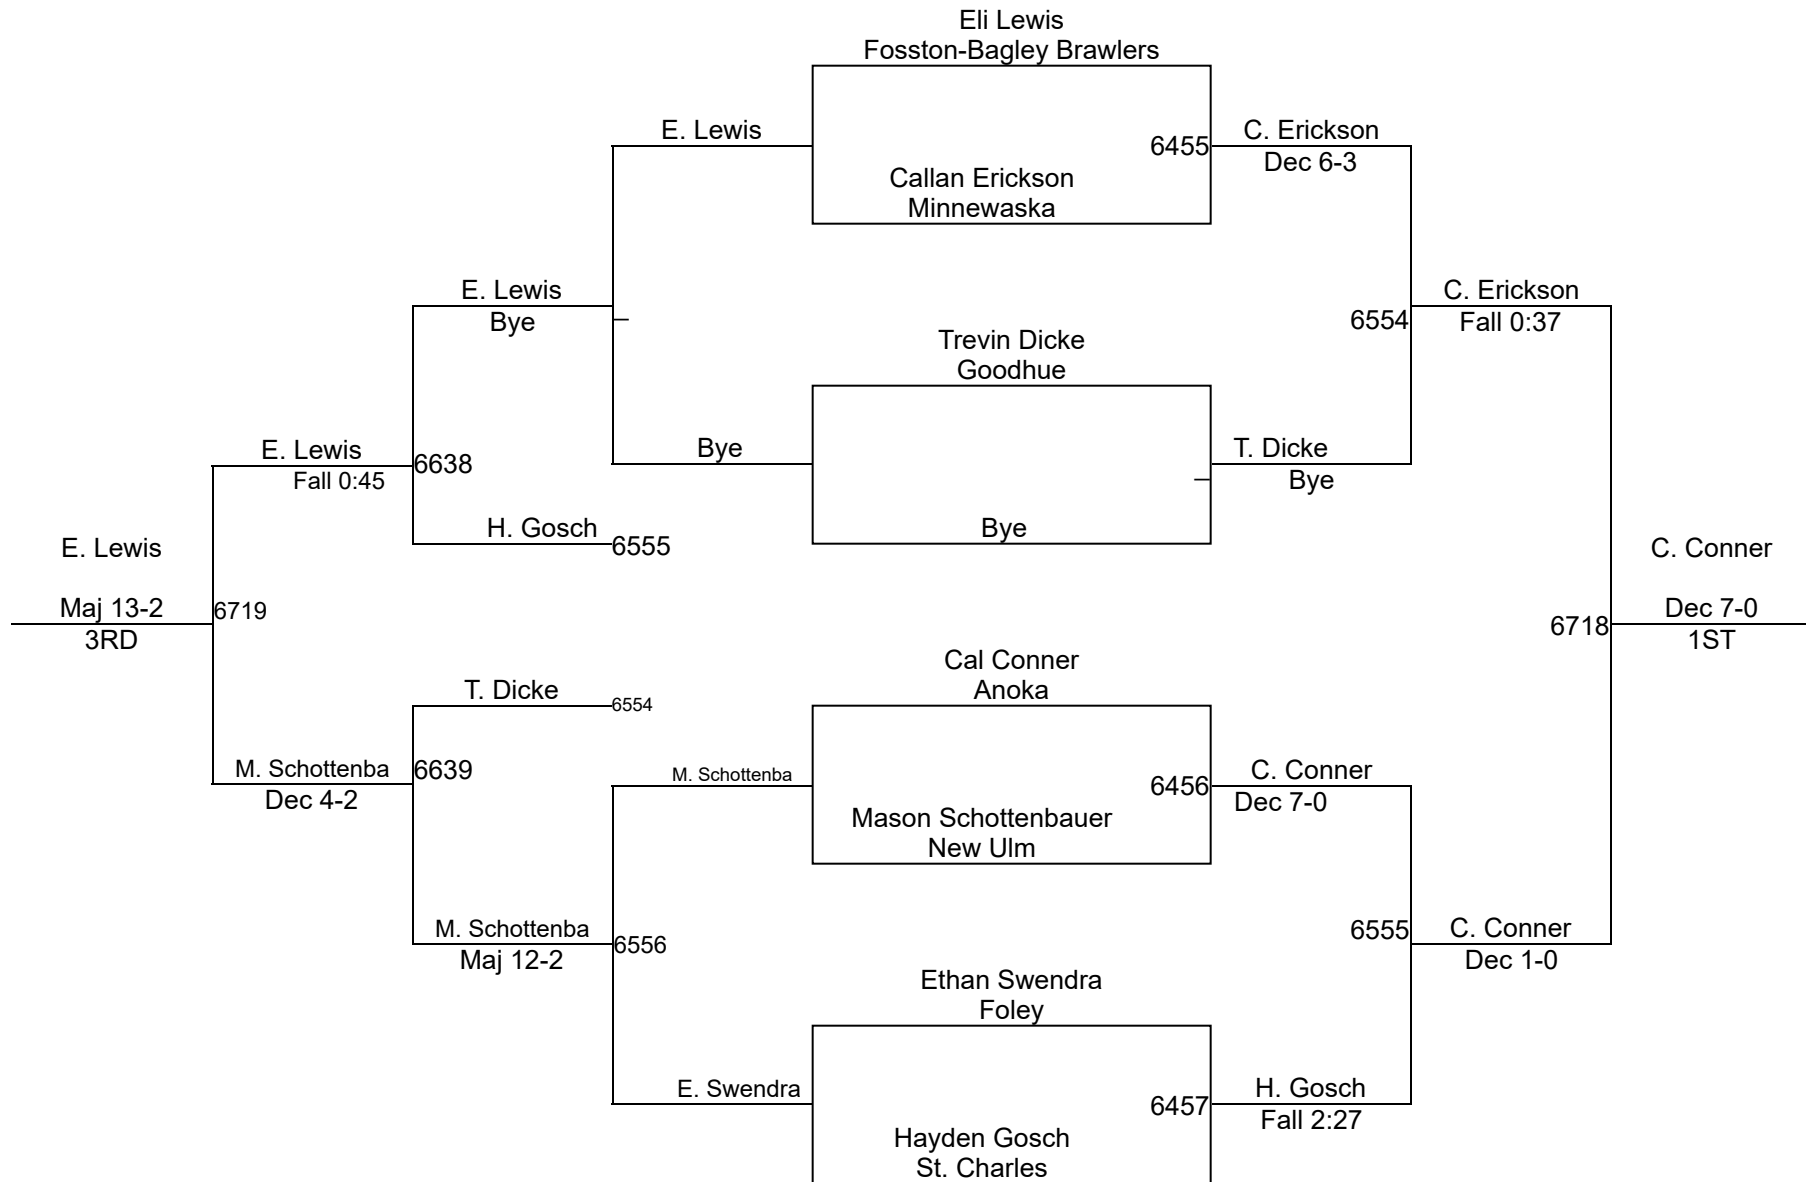 Eli Lewis
Fosston-Bagley Brawlers
E. Lewis
6455
C. Erickson
Dec 6-3
Callan Erickson
Minnewaska
E. Lewis
Bye
C. Erickson
Fall 0:37
6554
Trevin Dicke
Goodhue
E. Lewis
Fall 0:45
6638
Bye
T. Dicke
Bye
H. Gosch
6555
Bye
E. Lewis
Maj 13-2
3RD
6719
C. Conner
Dec 7-0
1ST
6718
T. Dicke
6554
Cal Conner
Anoka
M. Schottenba
Dec 4-2
6639
M. Schottenba
6456
C. Conner
Dec 7-0
Mason Schottenbauer
New Ulm
M. Schottenba
Maj 12-2
6556
6555
C. Conner
Dec 1-0
Ethan Swendra
Foley
E. Swendra
6457
H. Gosch
Fall 2:27
Hayden Gosch
St. Charles